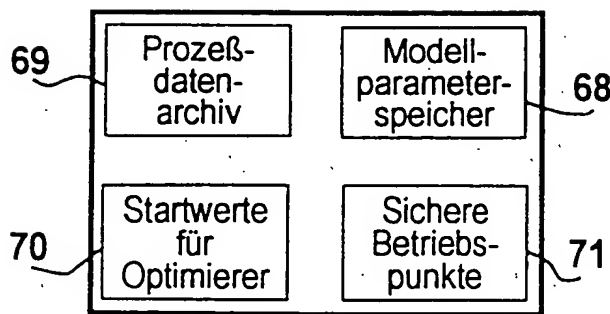 69
Prozeß-
daten-
archiv
Modell-
parameter-
speicher
68
70
Startwerte
für
Optimierer
Sichere
Betriebs-
punkte
71